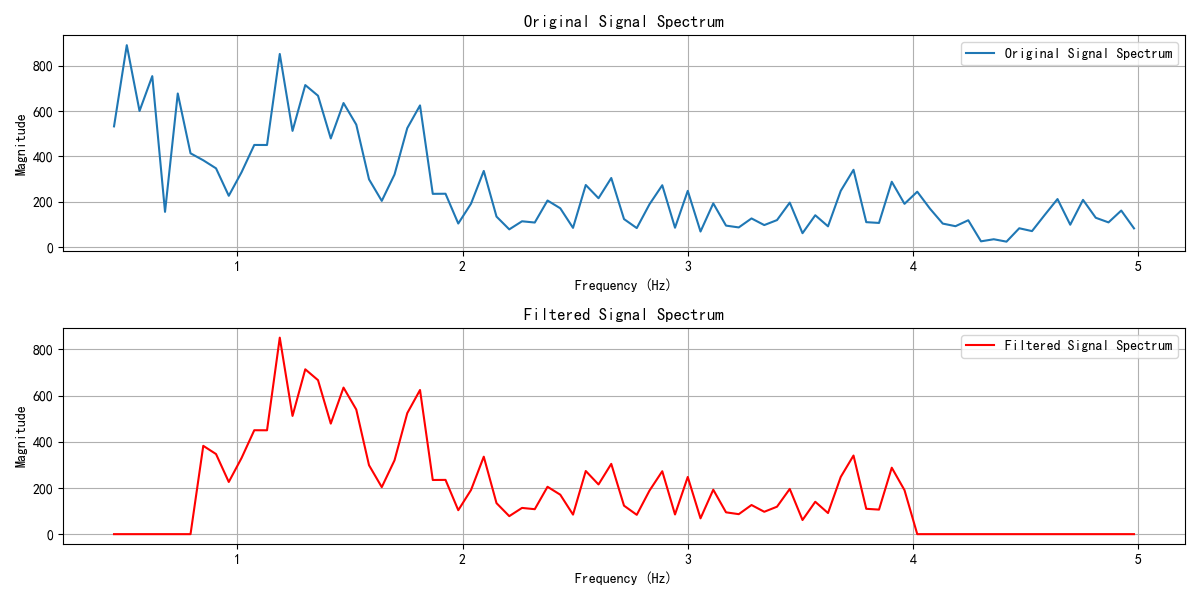 Original Signal Spectrum
Original Signal Spectrum
Magnitude
800
600
400
200
0
1 2 3 4 5
Frequency (Hz)
Filtered Signal Spectrum
Filtered Signal Spectrum
Magnitude
800
600
400
200
0
1 2 3 4 5
Frequency (Hz)